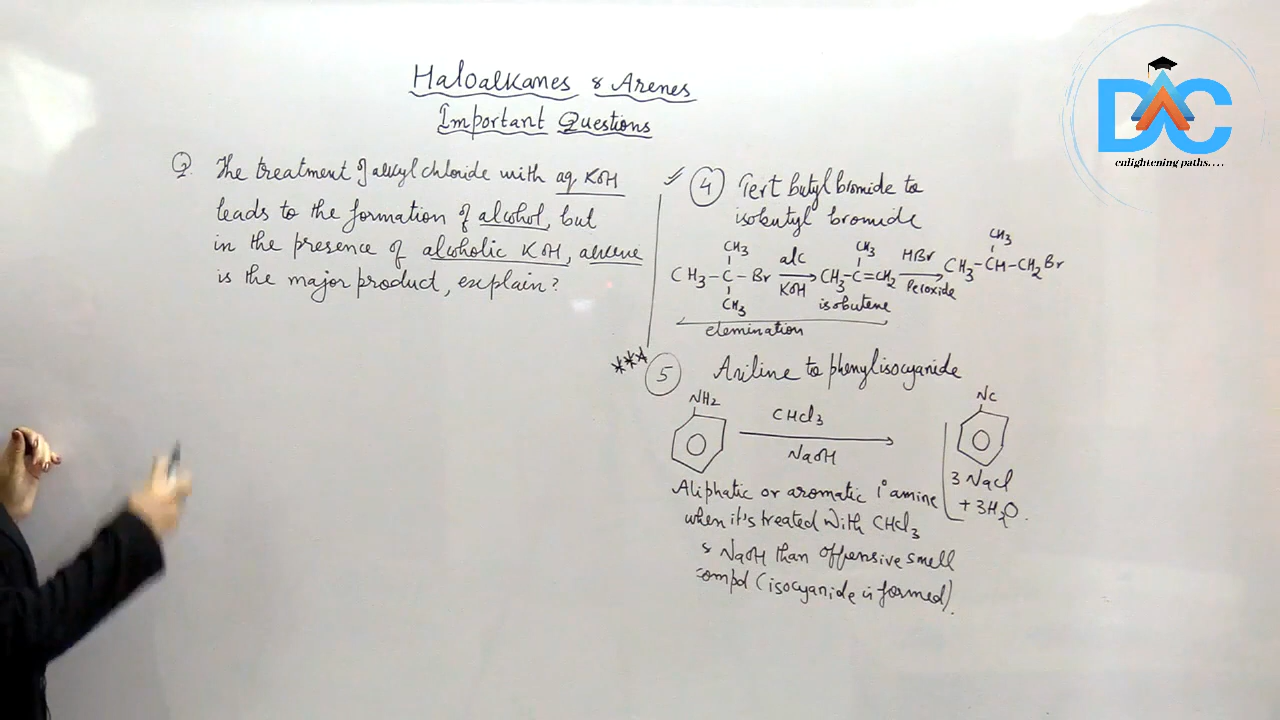 Haloalkanes & Arenes
Important Questions
Q. The treatment of alkyl chloride with aq KOH
leads to the formation of alcohol, but
in the presence of alcoholic KOH, alkene
is the major product, explain?
④ Tert butyl bromide to
isobutyl bromide
CH3 CH3 CH3
CH3-C-Br alc KOH CH3-C=CH2 HBr Peroxide CH3-CH-CH2Br
CH3 isobutene
elemination
*** ⑤ Aniline to phenylisocyanide
NH2 CHCl3 NC
NaOH
3 NaCl
+ 3H2O.
Aliphatic or aromatic 1° amine
when it's treated with CHCl3
& NaOH than offensive smell
compd (isocyanide is formed).
DAC
enlightening paths....